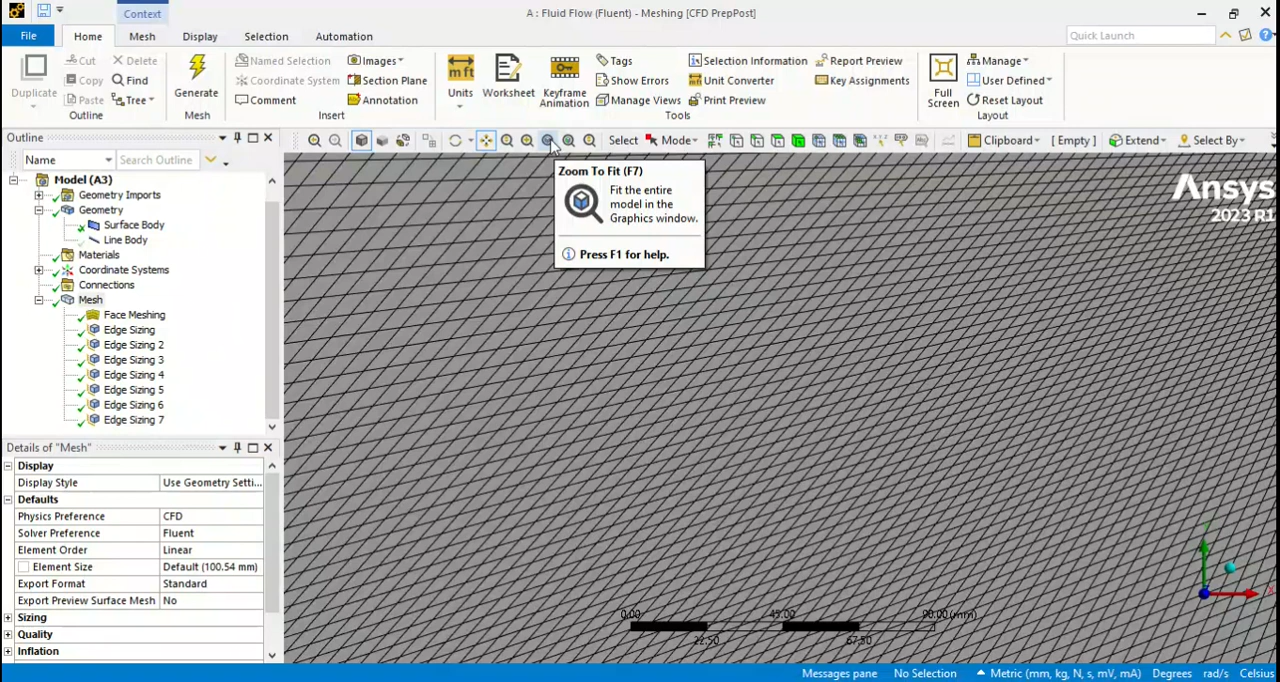 Context
A : Fluid Flow (Fluent) - Meshing [CFD PrepPost]
File Home Mesh Display Selection Automation Quick Launch
Duplicate
Cut
Copy
Paste
Delete
Find
Tree
Outline
Generate
Mesh
Named Selection
Coordinate System
Comment
Images
Section Plane
Annotation
Insert
mft
Units
Worksheet
Keyframe
Animation
Tags
Show Errors
Manage Views
Selection Information
Unit Converter
Print Preview
Report Preview
Key Assignments
Tools
Full
Screen
Manage
User Defined
Reset Layout
Layout
Select Mode Clipboard [ Empty ] Extend Select By
Outline
Name Search Outline
Model (A3)
Geometry Imports
Geometry
Surface Body
Line Body
Materials
Coordinate Systems
Connections
Mesh
Face Meshing
Edge Sizing
Edge Sizing 2
Edge Sizing 3
Edge Sizing 4
Edge Sizing 5
Edge Sizing 6
Edge Sizing 7
Details of "Mesh"
Display
Display Style Use Geometry Setti...
Defaults
Physics Preference CFD
Solver Preference Fluent
Element Order Linear
Element Size Default (100.54 mm)
Export Format Standard
Export Preview Surface Mesh No
Sizing
Quality
Inflation
Zoom To Fit (F7)
Fit the entire
model in the
Graphics window.
Press F1 for help.
Ansys
2023 R1
Y
X
0.00 45.00 90.00 (mm)
22.50 67.50
Messages pane No Selection Metric (mm, kg, N, s, mV, mA) Degrees rad/s Celsius